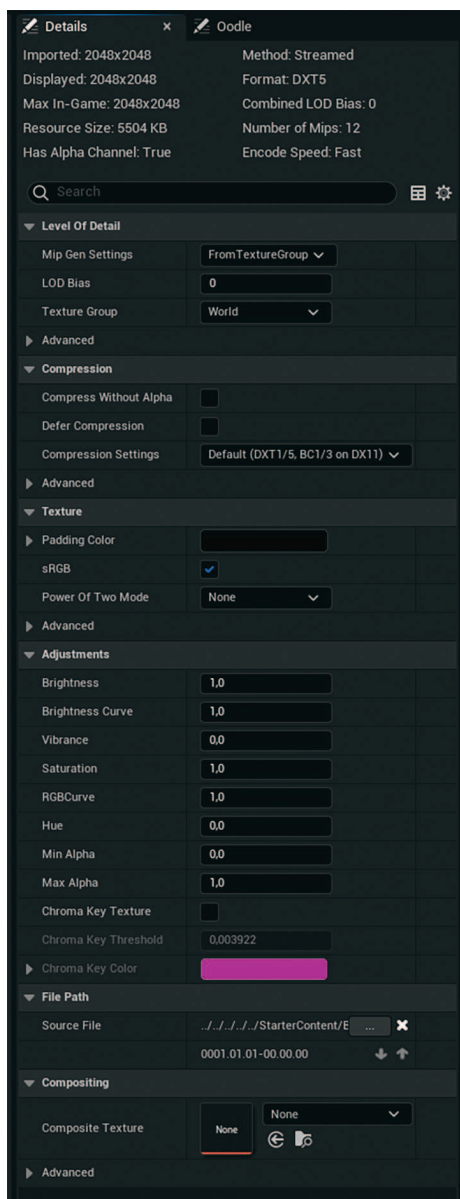 Details × Oodle
Imported: 2048x2048 Method: Streamed
Displayed: 2048x2048 Format: DXT5
Max In-Game: 2048x2048 Combined LOD Bias: 0
Resource Size: 5504 KB Number of Mips: 12
Has Alpha Channel: True Encode Speed: Fast
Search
Level Of Detail
Mip Gen Settings FromTextureGroup
LOD Bias 0
Texture Group World
Advanced
Compression
Compress Without Alpha
Defer Compression
Compression Settings Default (DXT1/5, BC1/3 on DX11)
Advanced
Texture
Padding Color
sRGB
Power Of Two Mode None
Advanced
Adjustments
Brightness 1,0
Brightness Curve 1,0
Vibrance 0,0
Saturation 1,0
RGBCurve 1,0
Hue 0,0
Min Alpha 0,0
Max Alpha 1,0
Chroma Key Texture
Chroma Key Threshold 0,003922
Chroma Key Color
File Path
Source File ../../../../../StarterContent/E ...
0001.01.01-00.00.00
Compositing
Composite Texture None None
Advanced